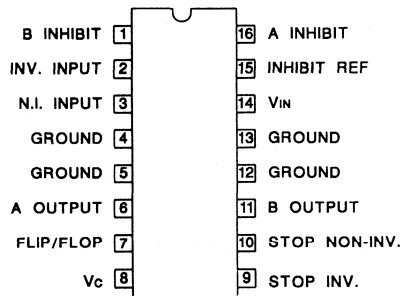 B INHIBIT 1 16 A INHIBIT
INV. INPUT 2 15 INHIBIT REF
N.I. INPUT 3 14 VIN
GROUND 4 13 GROUND
GROUND 5 12 GROUND
A OUTPUT 6 11 B OUTPUT
FLIP/FLOP 7 10 STOP NON-INV.
Vc 8 9 STOP INV.